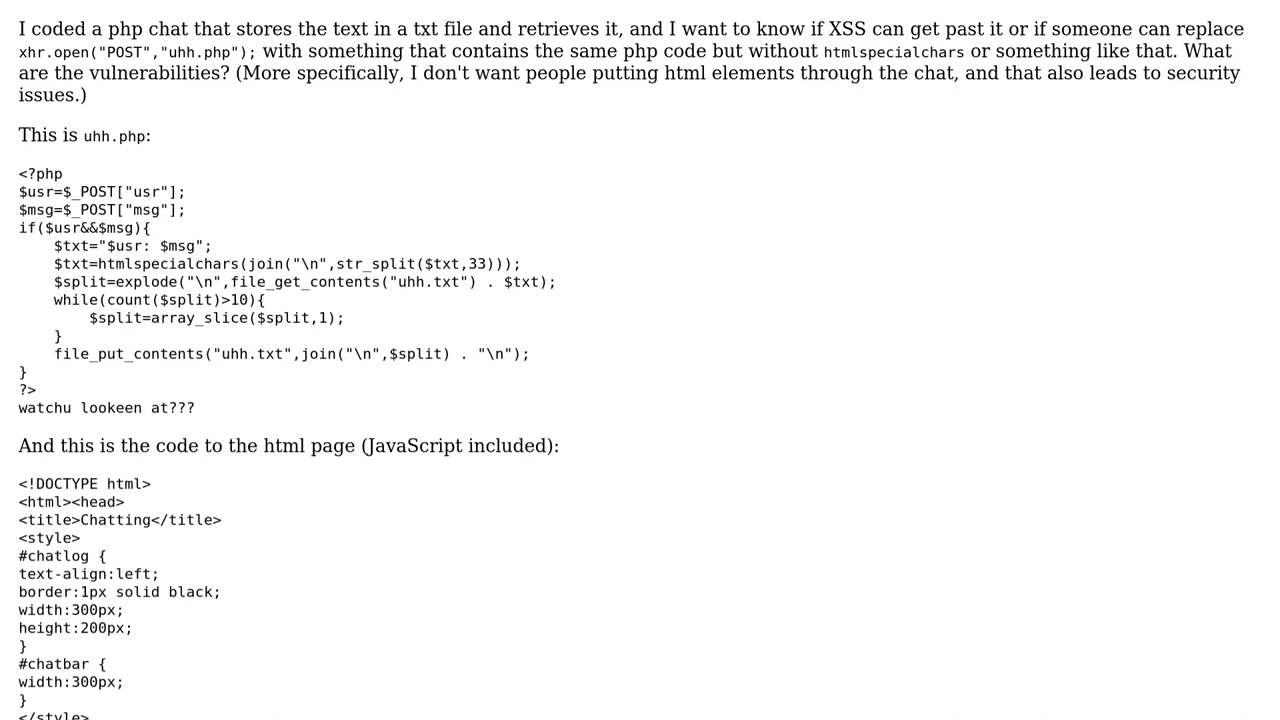 I coded a php chat that stores the text in a txt file and retrieves it, and I want to know if XSS can get past it or if someone can replace
xhr.open("POST","uhh.php"); with something that contains the same php code but without htmlspecialchars or something like that. What
are the vulnerabilities? (More specifically, I don't want people putting html elements through the chat, and that also leads to security
issues.)
This is uhh.php:
<?php
$usr=$_POST["usr"];
$msg=$_POST["msg"];
if($usr&&$msg){
    $txt="$usr: $msg";
    $txt=htmlspecialchars(join("\n",str_split($txt,33)));
    $split=explode("\n",file_get_contents("uhh.txt") . $txt);
    while(count($split)>10){
        $split=array_slice($split,1);
    }
    file_put_contents("uhh.txt",join("\n",$split) . "\n");
}
?>
watchu lookeen at???
And this is the code to the html page (JavaScript included):
<!DOCTYPE html>
<html><head>
<title>Chatting</title>
<style>
#chatlog {
text-align:left;
border:1px solid black;
width:300px;
height:200px;
}
#chatbar {
width:300px;
}
</style>